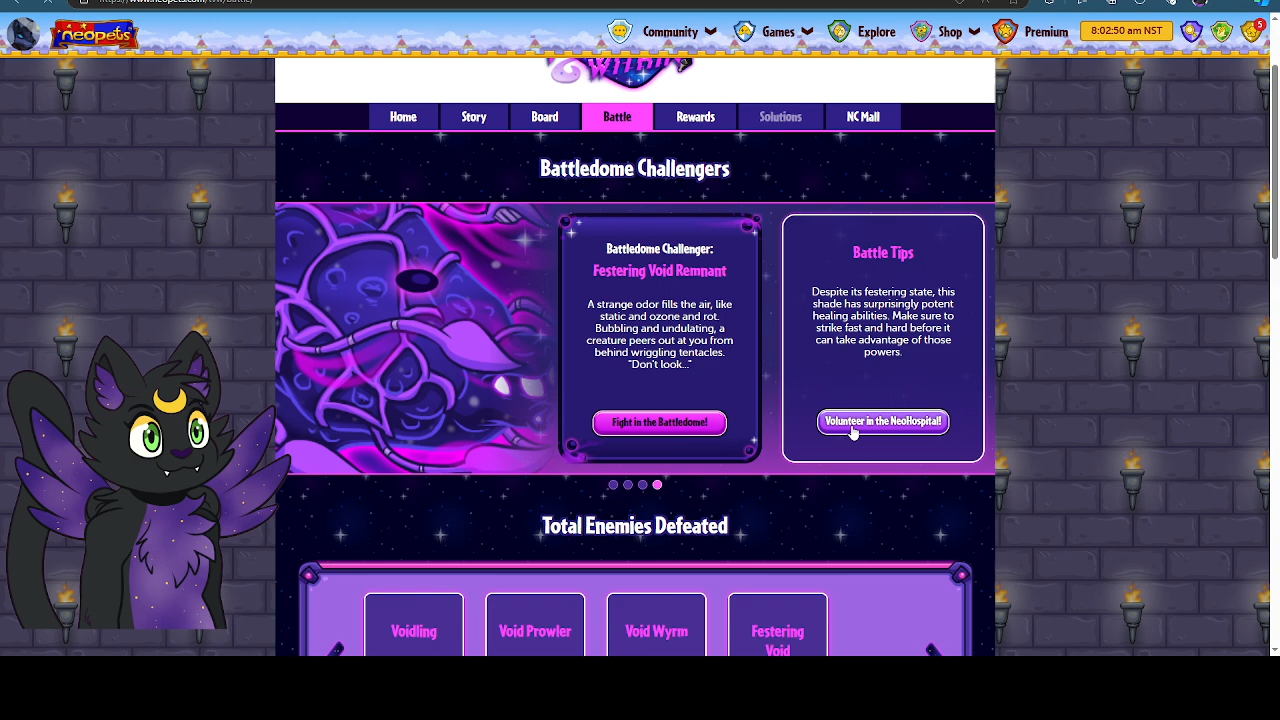 neopets
Community
Games
Explore
Shop
Premium
8:02:50 am NST
5
WITHIN
Home
Story
Board
Battle
Rewards
Solutions
NC Mall
Battledome Challengers
Battledome Challenger:
Festering Void Remnant
A strange odor fills the air, like
static and ozone and rot.
Bubbling and undulating, a
creature peers out at you from
behind wriggling tentacles.
"Don't look..."
Fight in the Battledome!
Battle Tips
Despite its festering state, this
shade has surprisingly potent
healing abilities. Make sure to
strike fast and hard before it
can take advantage of those
powers.
Volunteer in the NeoHospital!
Total Enemies Defeated
Voidling
Void Prowler
Void Wyrm
Festering
Void